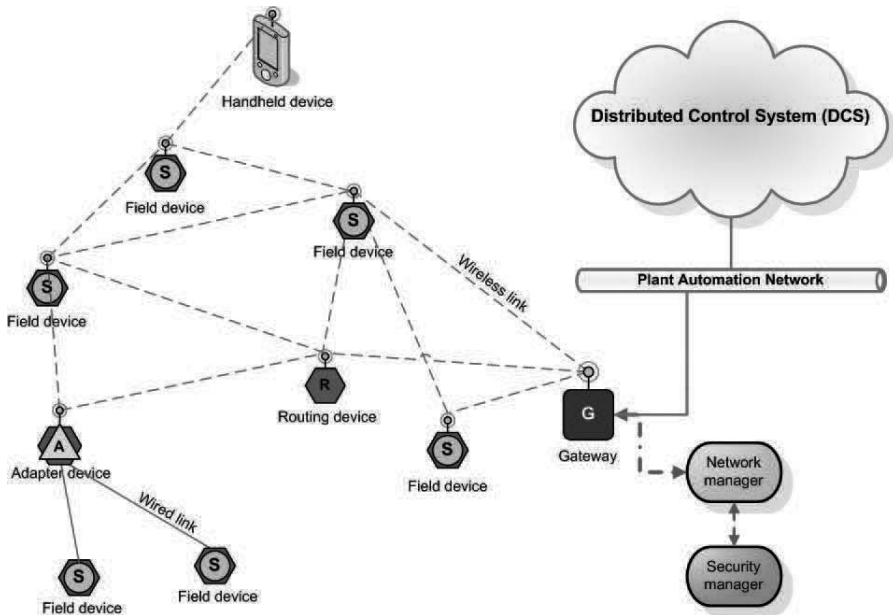 Handheld device
Distributed Control System (DCS)
S
Field device
S
Field device
Wireless link
Plant Automation Network
S
Field device
R
Routing device
G
Gateway
A
Adapter device
S
Field device
Network
manager
Wired link
S
Field device
S
Field device
Security
manager